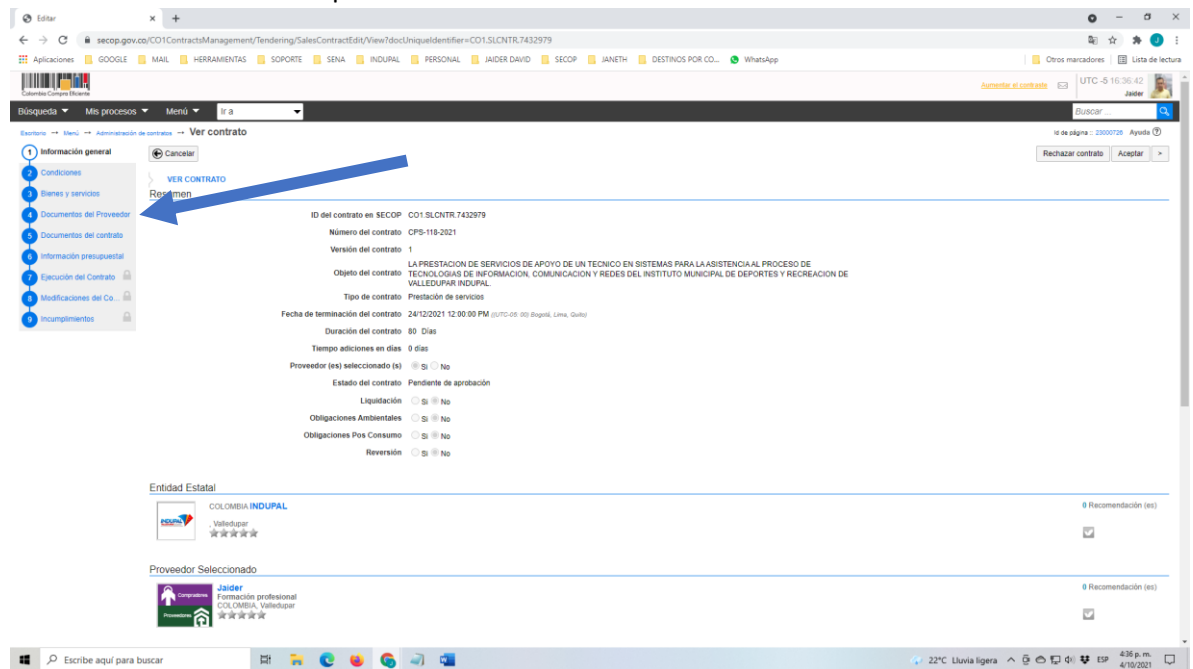 Editar
secop.gov.co/CO1ContractsManagement/Tendering/SalesContractEdit/View?docUniqueIdentifier=CO1.SLCNTR.7432979
Aplicaciones GOOGLE MAIL HERRAMIENTAS SOPORTE SENA INDUPAL PERSONAL JAIDER DAVID SECOP JANETH DESTINOS POR CO... WhatsApp Otros marcadores Lista de lectura
Colombia Compra Eficiente
Aumentar el contraste UTC -5 16:36:42
Jaider
Búsqueda Mis procesos Menú Ir a Buscar ...
Escritorio → Menú → Administración de contratos → Ver contrato Id de página :: 23000726 Ayuda ?
1 Información general
Cancelar Rechazar contrato Aceptar >
2 Condiciones
3 Bienes y servicios
4 Documentos del Proveedor
5 Documentos del contrato
6 Información presupuestal
7 Ejecución del Contrato
8 Modificaciones del Co...
9 Incumplimientos
VER CONTRATO
Resumen
ID del contrato en SECOP CO1.SLCNTR.7432979
Número del contrato CPS-118-2021
Versión del contrato 1
Objeto del contrato LA PRESTACION DE SERVICIOS DE APOYO DE UN TECNICO EN SISTEMAS PARA LA ASISTENCIA AL PROCESO DE
TECNOLOGIAS DE INFORMACION, COMUNICACION Y REDES DEL INSTITUTO MUNICIPAL DE DEPORTES Y RECREACION DE
VALLEDUPAR INDUPAL.
Tipo de contrato Prestación de servicios
Fecha de terminación del contrato 24/12/2021 12:00:00 PM ((UTC-05: 00) Bogotá, Lima, Quito)
Duración del contrato 80 Días
Tiempo adiciones en días 0 días
Proveedor (es) seleccionado (s) Si No
Estado del contrato Pendiente de aprobación
Liquidación Si No
Obligaciones Ambientales Si No
Obligaciones Pos Consumo Si No
Reversión Si No
Entidad Estatal
INDUPAL
COLOMBIA INDUPAL
, Valledupar
0 Recomendación (es)
Proveedor Seleccionado
Compradores
Proveedores
Jaider
Formación profesional
COLOMBIA, Valledupar
0 Recomendación (es)
Escribe aquí para buscar
22°C Lluvia ligera ESP 4:36 p. m.
4/10/2021